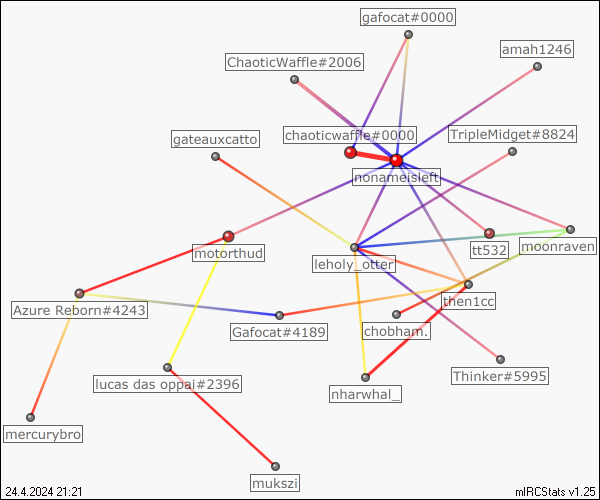 gafocat#0000
amah1246
ChaoticWaffle#2006
chaoticwaffle#0000
TripleMidget#8824
gateauxcatto
nonameisleft
motorthud
tt532
moonraven
leholy_otter
then1cc
Azure Reborn#4243
Gafocat#4189
chobham.
Thinker#5995
lucas das oppai#2396
nharwhal_
mercurybro
mukszi
24.4.2024 21:21
mIRCStats v1.25